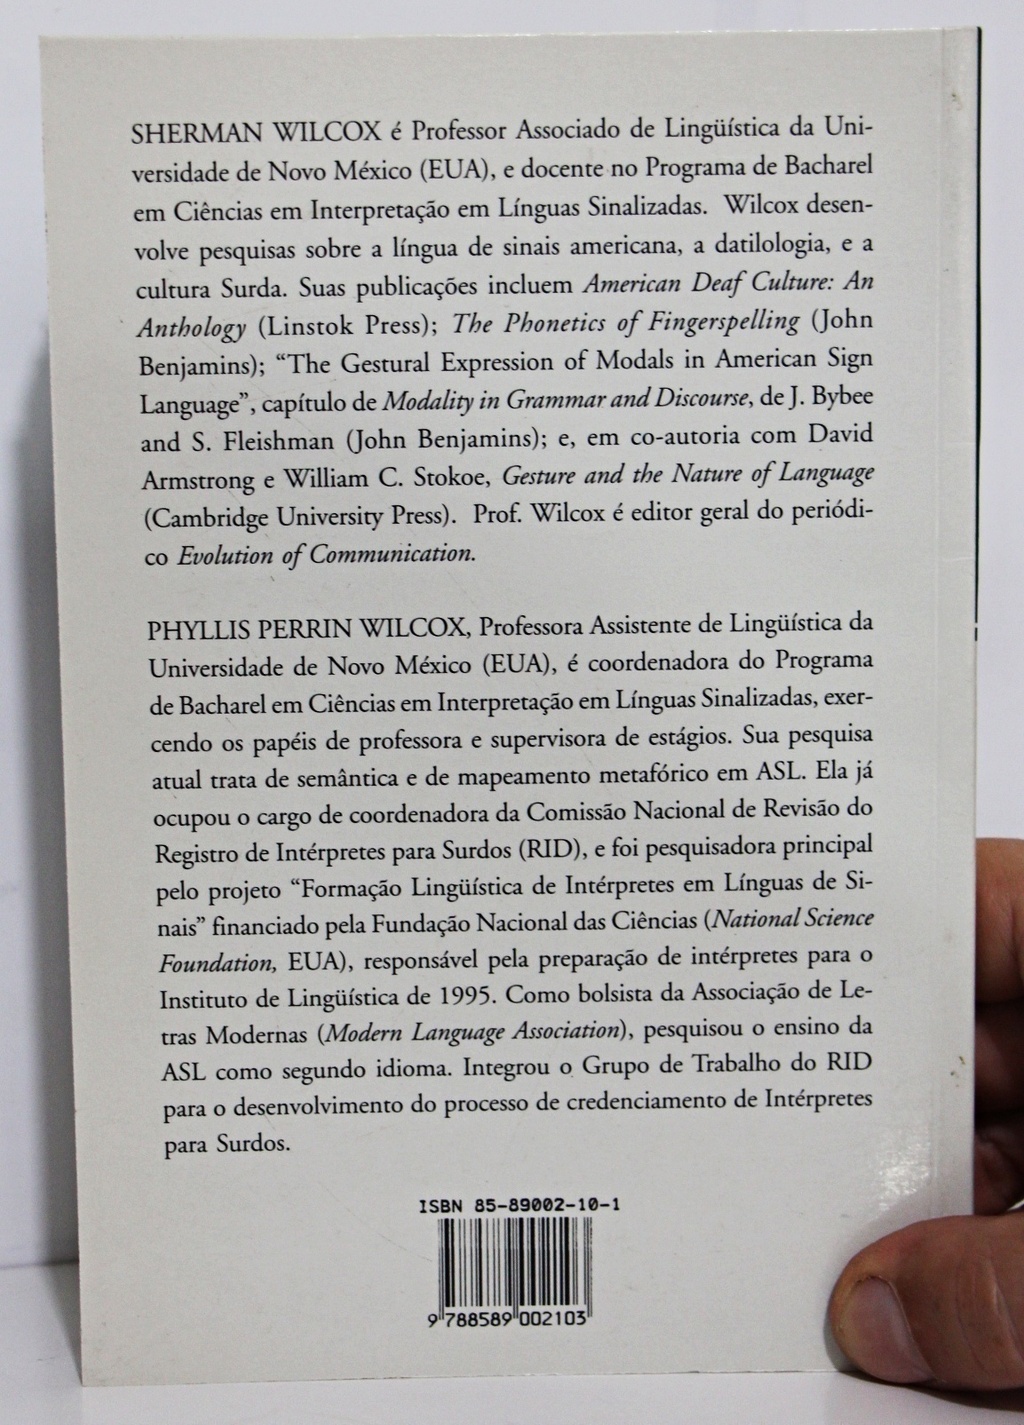 SHERMAN WILCOX é Professor Associado de Lingüística da Uni-
versidade de Novo México (EUA), e docente no Programa de Bacharel
em Ciências em Interpretação em Línguas Sinalizadas. Wilcox desen-
volve pesquisas sobre a língua de sinais americana, a datilologia, e a
cultura Surda. Suas publicações incluem American Deaf Culture: An
Anthology (Linstok Press); The Phonetics of Fingerspelling (John
Benjamins); “The Gestural Expression of Modals in American Sign
Language”, capítulo de Modality in Grammar and Discourse, de J. Bybee
and S. Fleishman (John Benjamins); e, em co-autoria com David
Armstrong e William C. Stokoe, Gesture and the Nature of Language
(Cambridge University Press). Prof. Wilcox é editor geral do periódi-
co Evolution of Communication.
PHYLLIS PERRIN WILCOX, Professora Assistente de Lingüística da
Universidade de Novo México (EUA), é coordenadora do Programa
de Bacharel em Ciências em Interpretação em Línguas Sinalizadas, exer-
cendo os papéis de professora e supervisora de estágios. Sua pesquisa
atual trata de semântica e de mapeamento metafórico em ASL. Ela já
ocupou o cargo de coordenadora da Comissão Nacional de Revisão do
Registro de Intérpretes para Surdos (RID), e foi pesquisadora principal
pelo projeto “Formação Lingüística de Intérpretes em Línguas de Si-
nais” financiado pela Fundação Nacional das Ciências (National Science
Foundation, EUA), responsável pela preparação de intérpretes para o
Instituto de Lingüística de 1995. Como bolsista da Associação de Le-
tras Modernas (Modern Language Association), pesquisou o ensino da
ASL como segundo idioma. Integrou o Grupo de Trabalho do RID
para o desenvolvimento do processo de credenciamento de Intérpretes
para Surdos.
ISBN 85-89002-10-1
9 788589 002103